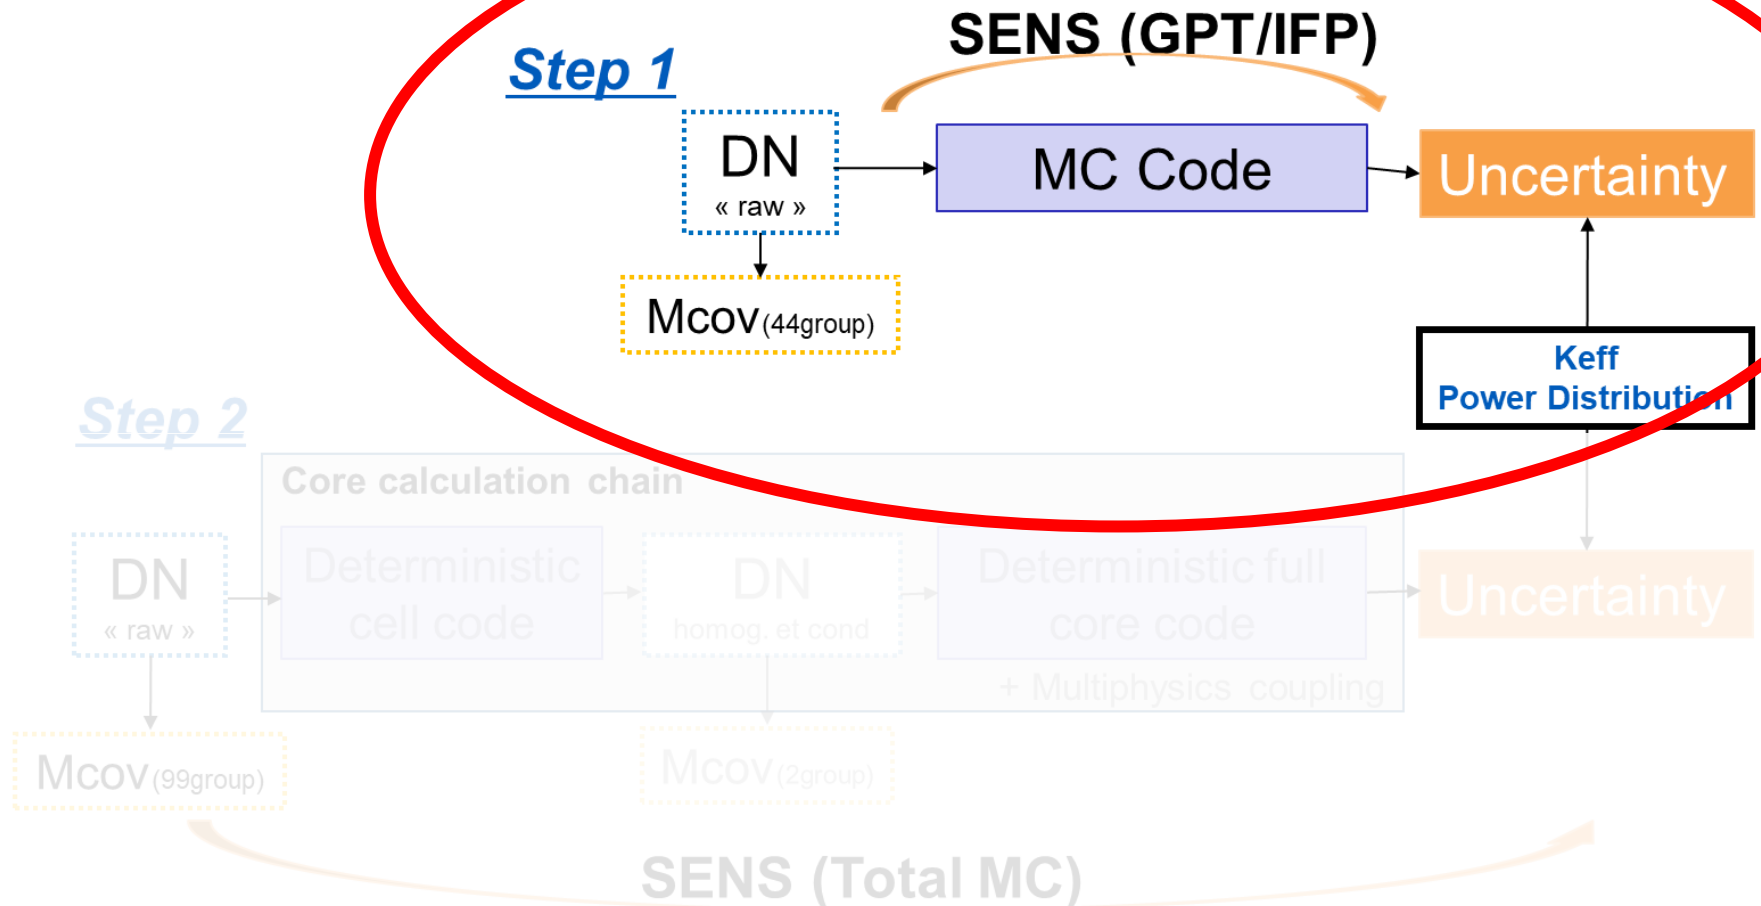 SENS (GPT/IFP)
Step 1
DN
« raw »
MC Code
Uncertainty
Mcov(44group)
Keff
Power Distribution
Step 2
Core calculation chain
DN
« raw »
Deterministic
cell code
DN
homog. et cond
Deterministic full
core code
Uncertainty
+ Multiphysics coupling
Mcov(99group)
Mcov(2group)
SENS (Total MC)